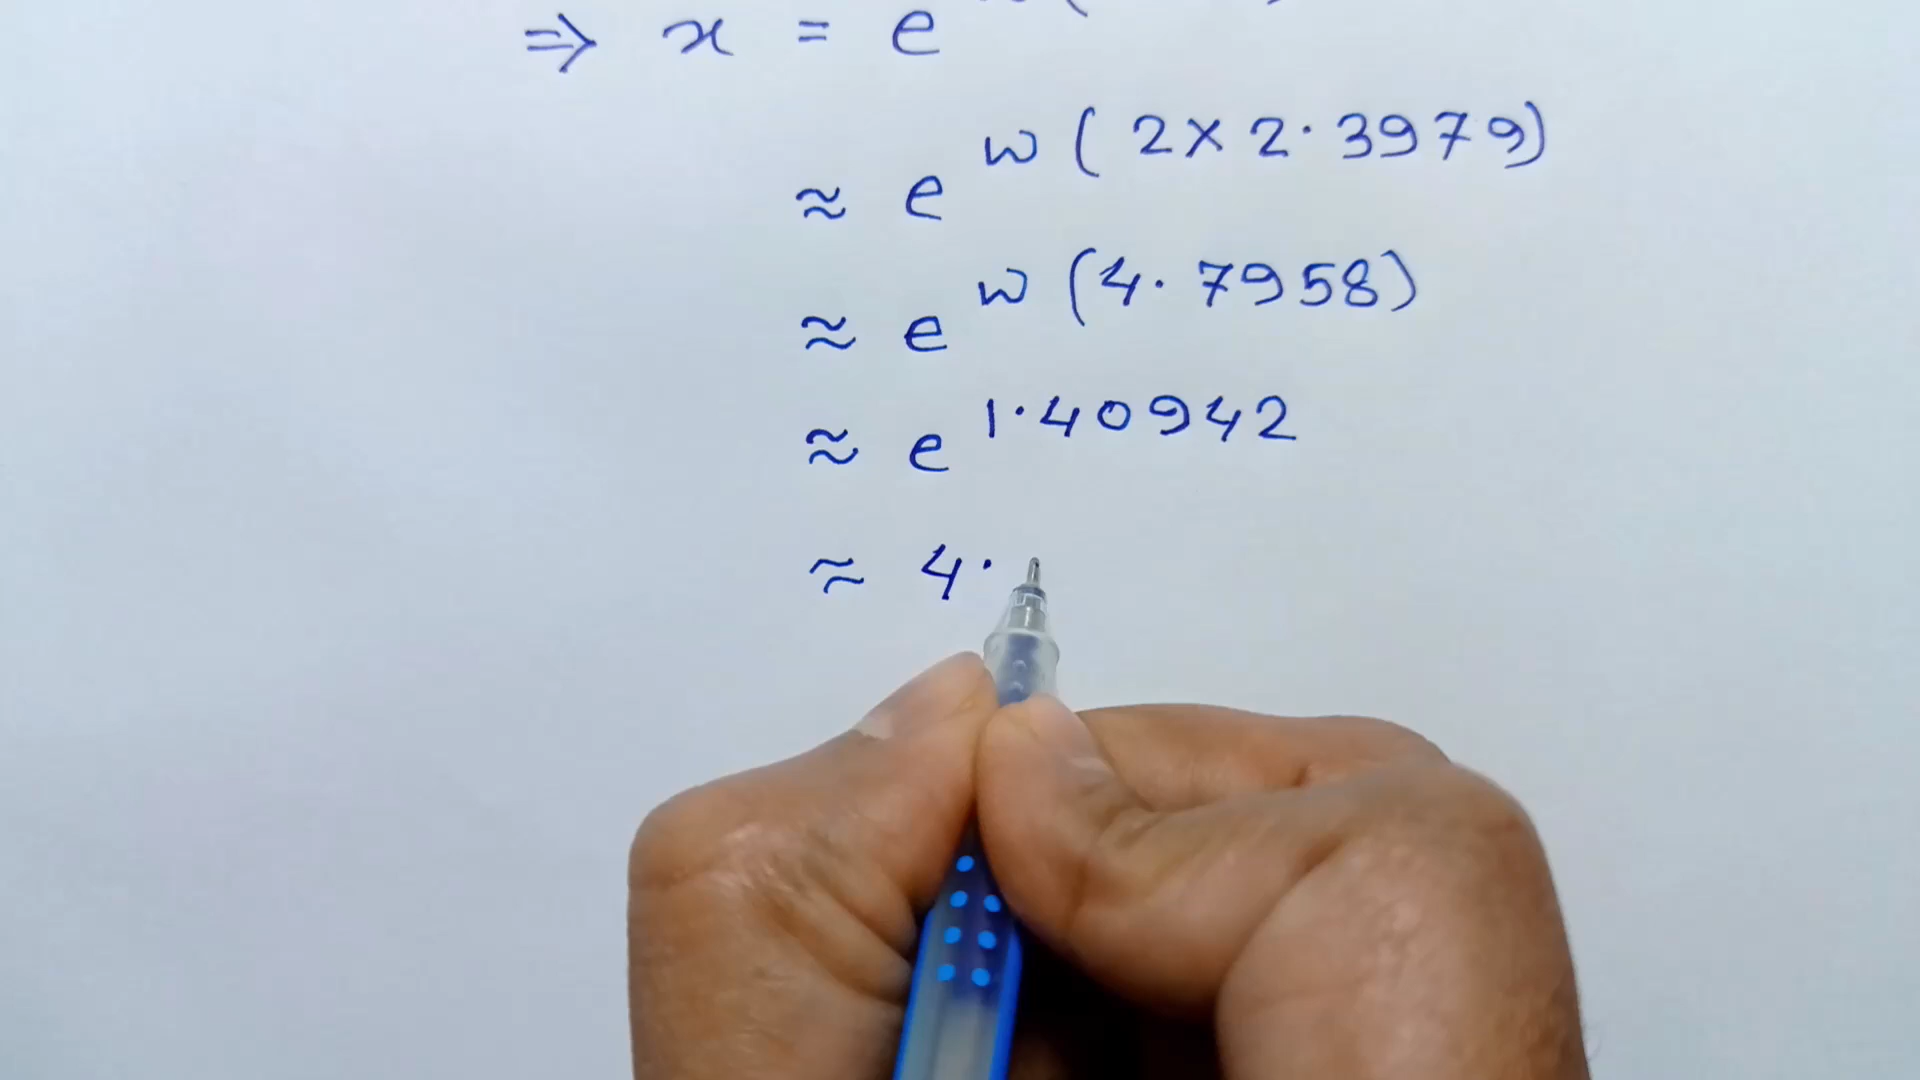 ⇒ x = e
≈ e^{W(2×2.3979)}
≈ e^{W(4.7958)}
≈ e^{1.40942}
≈ 4.